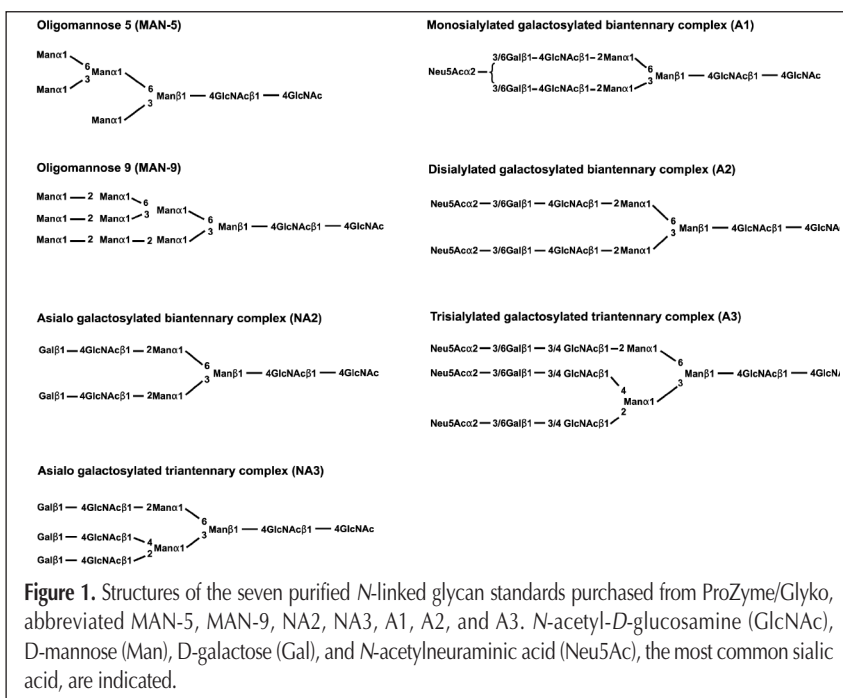 Oligomannose 5 (MAN-5)
Manα1
6
Manα1
3
Manα1
6
Manβ1 — 4GlcNAcβ1 — 4GlcNAc
3
Manα1
Oligomannose 9 (MAN-9)
Manα1 — 2 Manα1
6
Manα1
Manα1 — 2 Manα1
3
6
Manβ1 — 4GlcNAcβ1 — 4GlcNAc
3
Manα1 — 2 Manα1 — 2 Manα1
Asialo galactosylated biantennary complex (NA2)
Galβ1 — 4GlcNAcβ1 — 2Manα1
6
Manβ1 — 4GlcNAcβ1 — 4GlcNAc
3
Galβ1 — 4GlcNAcβ1 — 2Manα1
Asialo galactosylated triantennary complex (NA3)
Galβ1 — 4GlcNAcβ1 — 2Manα1
6
Manβ1 — 4GlcNAcβ1 — 4GlcNAc
3
Galβ1 — 4GlcNAcβ1
4
Manα1
2
Galβ1 — 4GlcNAcβ1
Monosialylated galactosylated biantennary complex (A1)
3/6Galβ1 – 4GlcNAcβ1 – 2Manα1
Neu5Acα2 — {
6
Manβ1 — 4GlcNAcβ1 — 4GlcNAc
3
3/6Galβ1 – 4GlcNAcβ1 – 2Manα1
Disialylated galactosylated biantennary complex (A2)
Neu5Acα2 — 3/6Galβ1 — 4GlcNAcβ1 — 2Manα1
6
Manβ1 — 4GlcNAcβ1 — 4GlcNA
3
Neu5Acα2 — 3/6Galβ1 — 4GlcNAcβ1 — 2Manα1
Trisialylated galactosylated triantennary complex (A3)
Neu5Acα2 — 3/6Galβ1 — 3/4 GlcNAcβ1 — 2 Manα1
6
Manβ1 — 4GlcNAcβ1 — 4GlcN
3
Neu5Acα2 — 3/6Galβ1 — 3/4 GlcNAcβ1
4
Manα1
2
Neu5Acα2 — 3/6Galβ1 — 3/4 GlcNAcβ1
Figure 1. Structures of the seven purified N-linked glycan standards purchased from ProZyme/Glyko,
abbreviated MAN-5, MAN-9, NA2, NA3, A1, A2, and A3. N-acetyl-D-glucosamine (GlcNAc),
D-mannose (Man), D-galactose (Gal), and N-acetylneuraminic acid (Neu5Ac), the most common sialic
acid, are indicated.